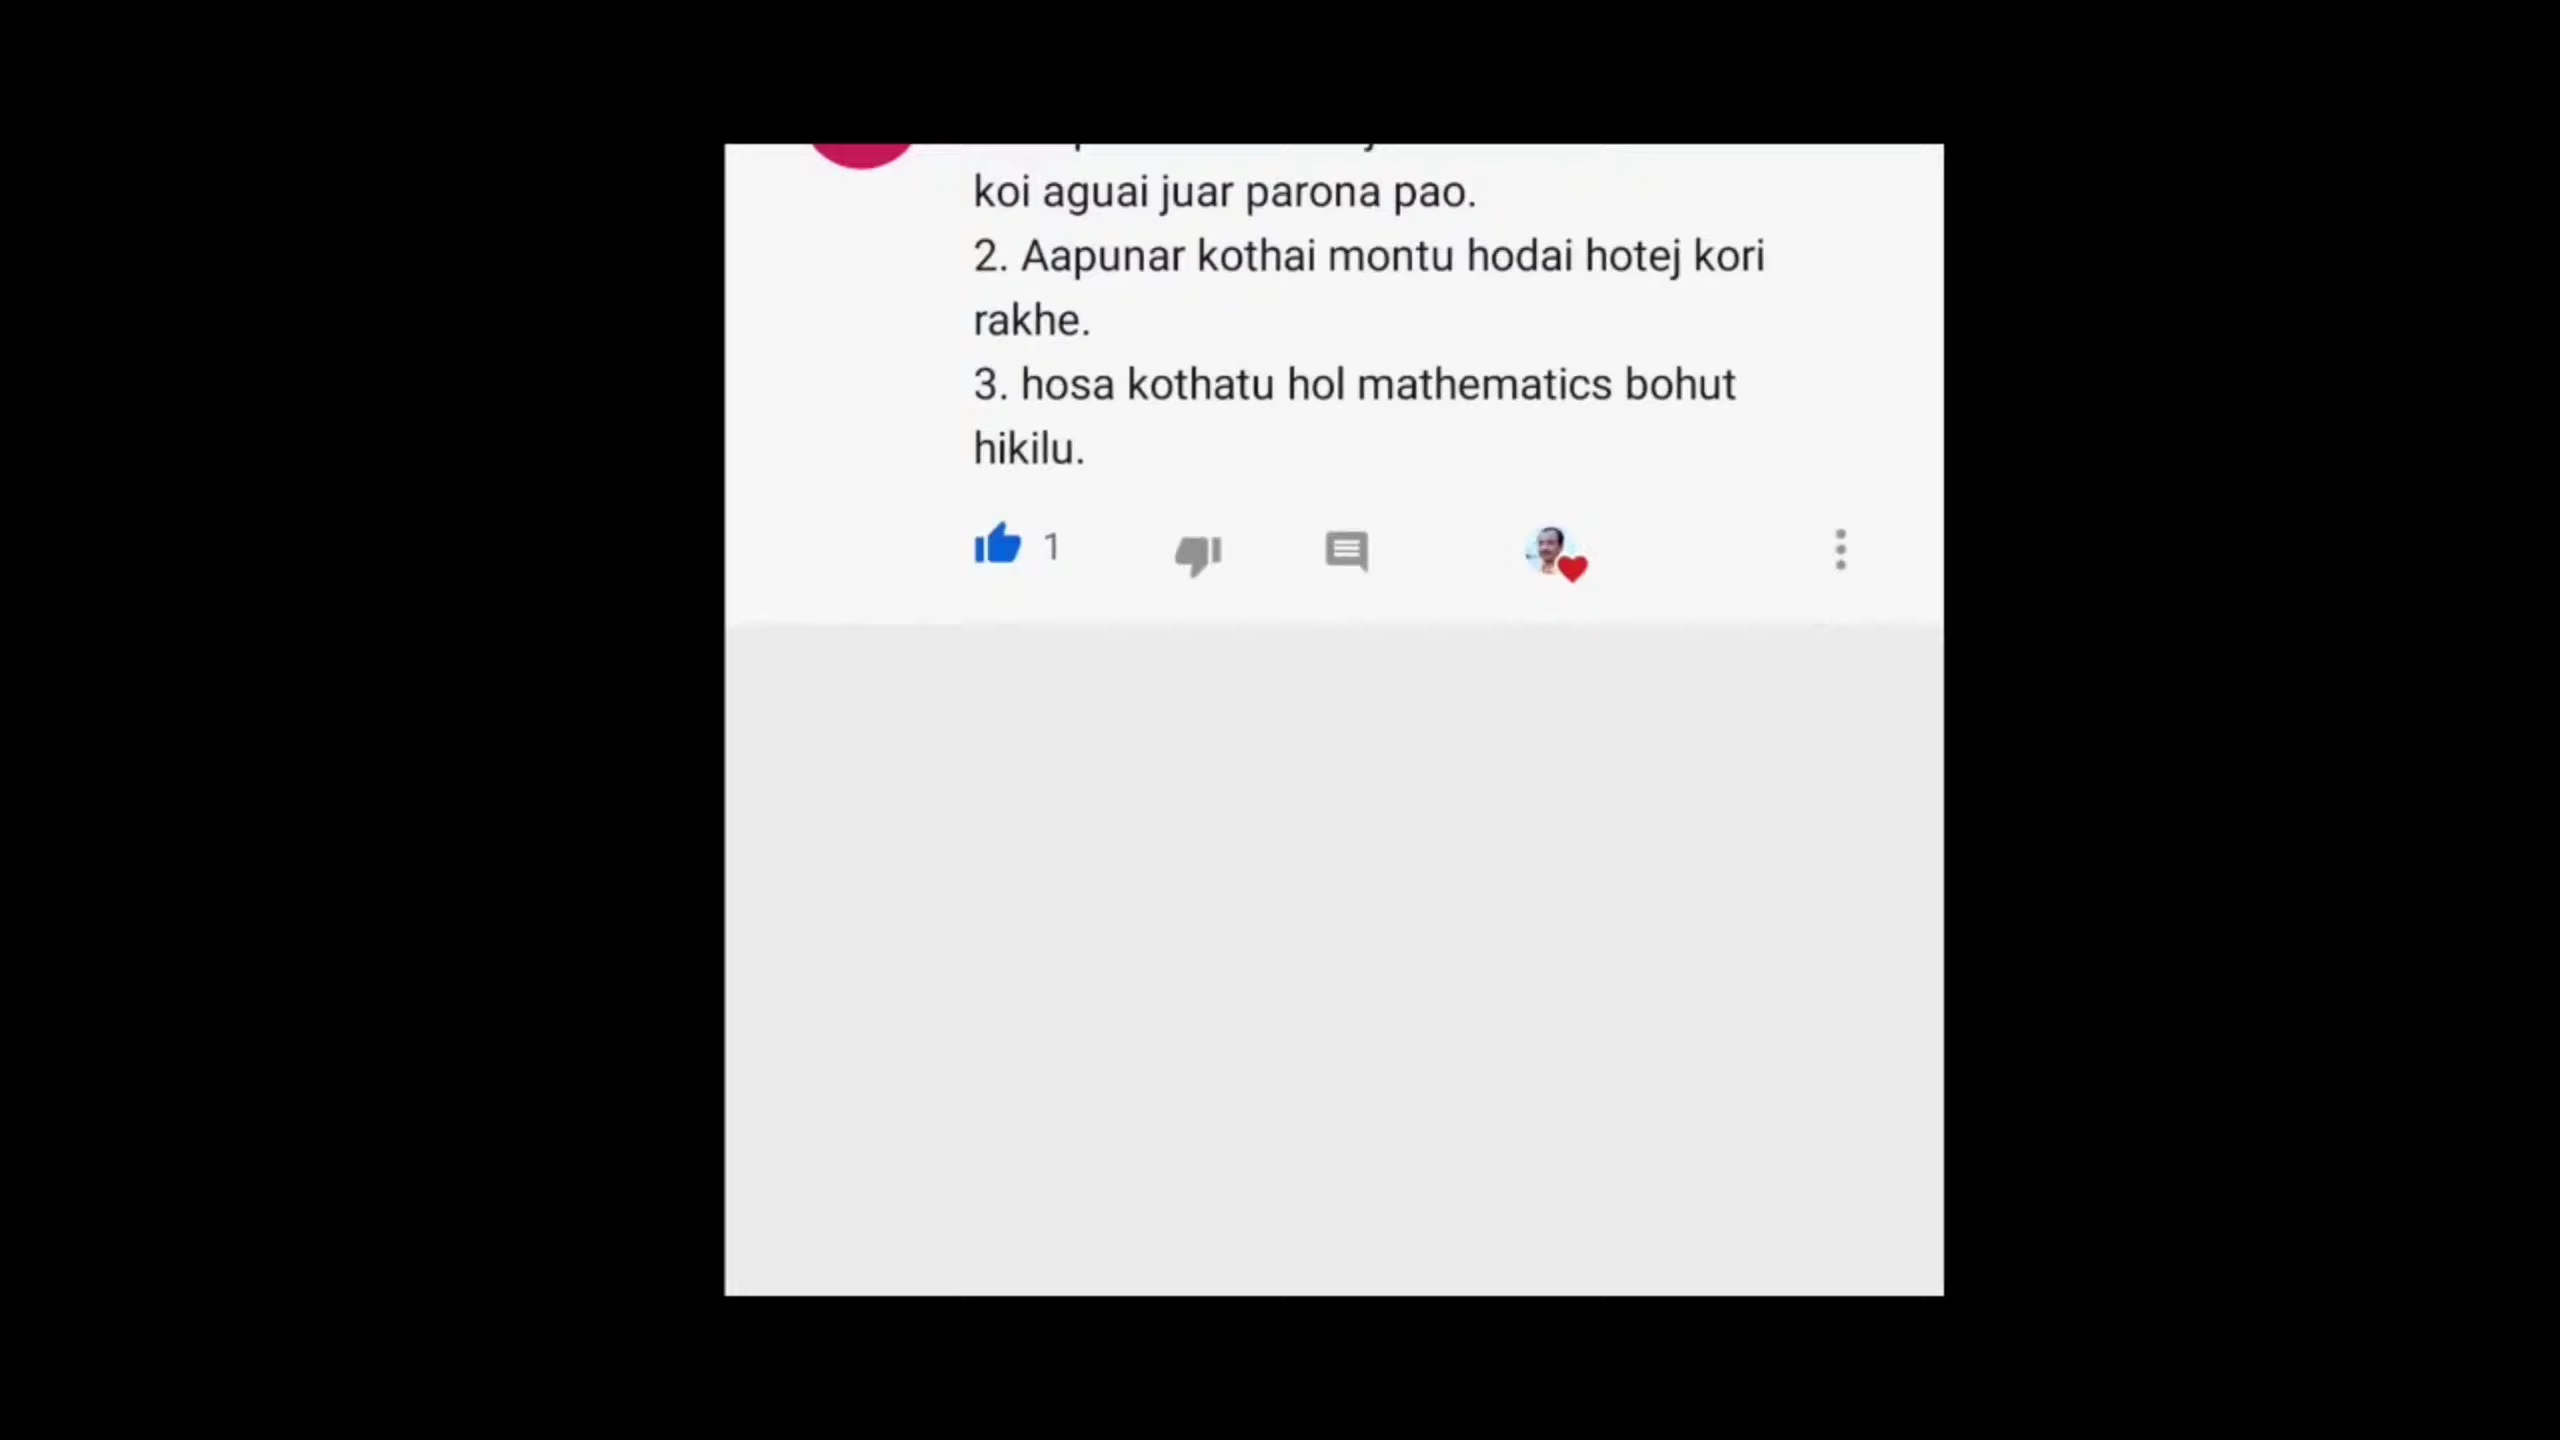 koi aguai juar parona pao.
2. Aapunar kothai montu hodai hotej kori
rakhe.
3. hosa kothatu hol mathematics bohut
hikilu.
1